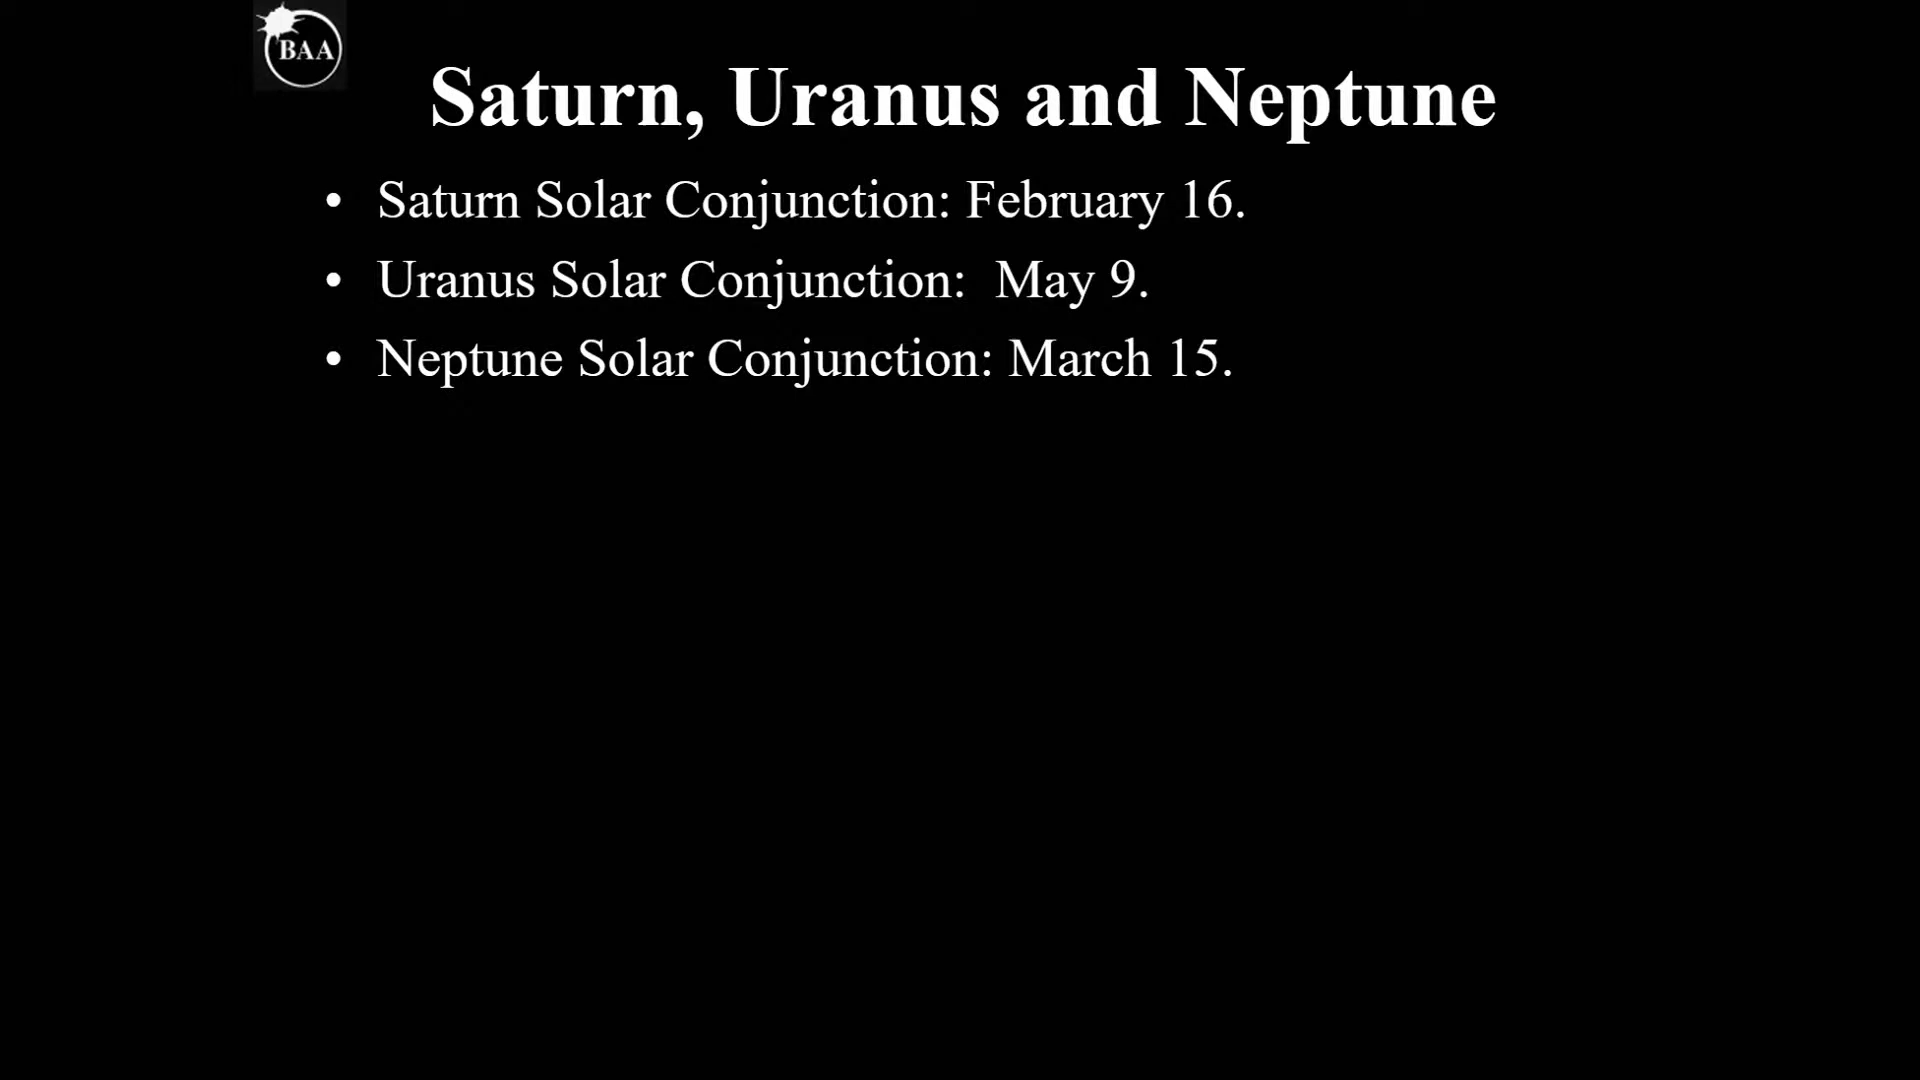 BAA
Saturn, Uranus and Neptune
• Saturn Solar Conjunction: February 16.
• Uranus Solar Conjunction:  May 9.
• Neptune Solar Conjunction: March 15.